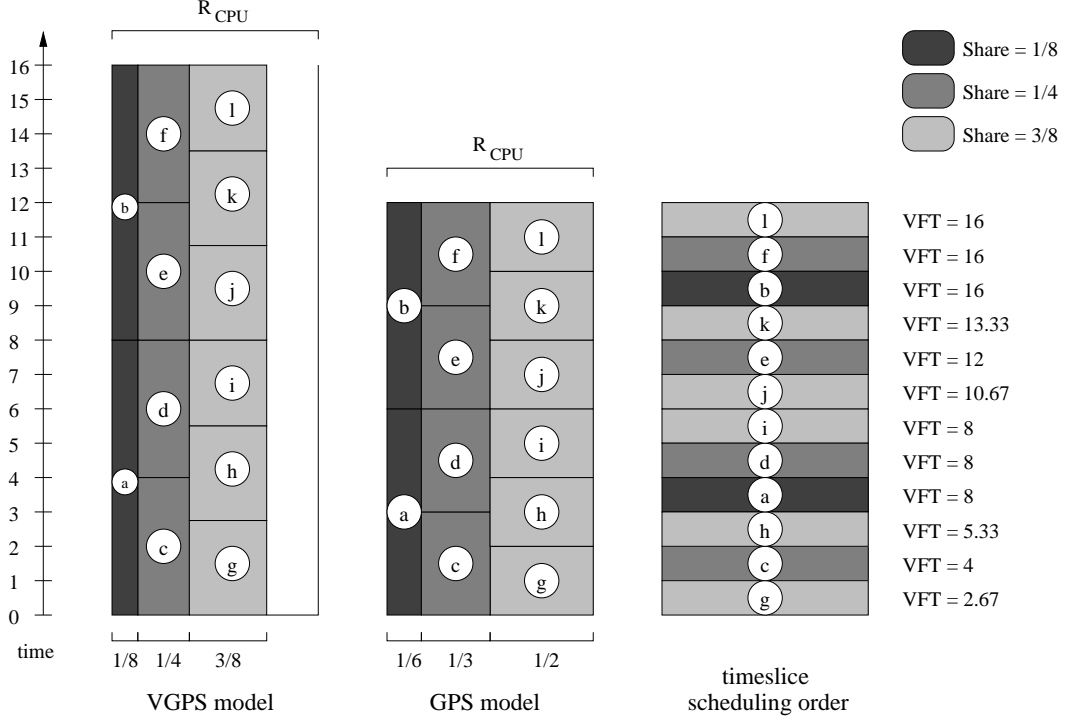 R CPU
16
15
14
13
12
11
10
9
8
7
6
5
4
3
2
1
0
time
l
f
k
b
e
j
i
d
h
a
c
g
1/8 1/4 3/8
VGPS model
R CPU
l
f
k
b
e
j
i
d
h
a
c
g
1/6 1/3 1/2
GPS model
Share = 1/8
Share = 1/4
Share = 3/8
l VFT = 16
f VFT = 16
b VFT = 16
k VFT = 13.33
e VFT = 12
j VFT = 10.67
i VFT = 8
d VFT = 8
a VFT = 8
h VFT = 5.33
c VFT = 4
g VFT = 2.67
timeslice
scheduling order